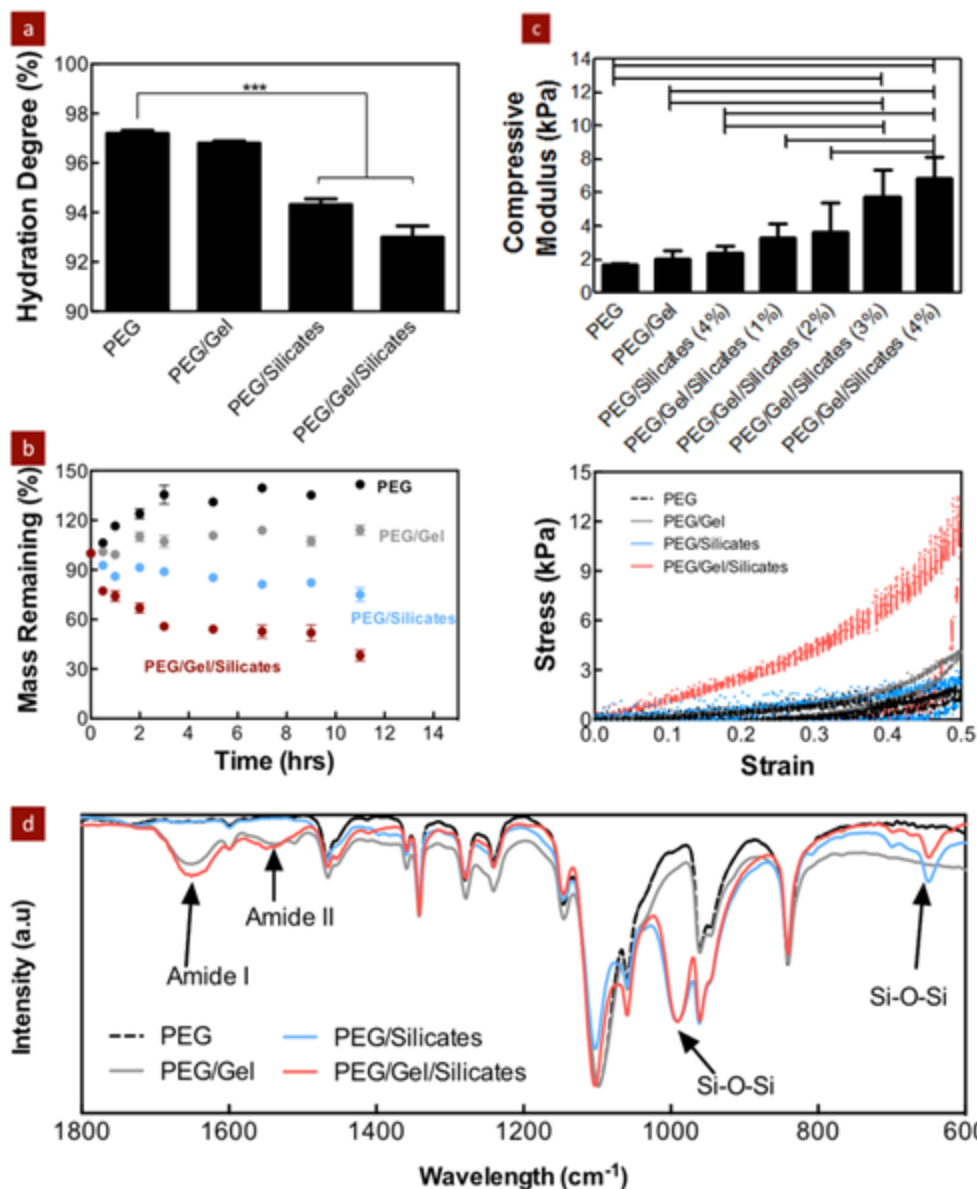 a
Hydration Degree (%)
100
98
96
94
92
90
***
PEG
PEG/Gel
PEG/Silicates
PEG/Gel/Silicates
c
Compressive
Modulus (kPa)
14
12
10
8
6
4
2
0
PEG
PEG/Gel
PEG/Silicates (4%)
PEG/Gel/Silicates (1%)
PEG/Gel/Silicates (2%)
PEG/Gel/Silicates (3%)
PEG/Gel/Silicates (4%)
b
Mass Remaining (%)
150
120
90
60
30
0
PEG
PEG/Gel
PEG/Silicates
PEG/Gel/Silicates
0 2 4 6 8 10 12 14
Time (hrs)
Stress (kPa)
15
12
9
6
3
0
PEG
PEG/Gel
PEG/Silicates
PEG/Gel/Silicates
0.0 0.1 0.2 0.3 0.4 0.5
Strain
d
Intensity (a.u)
Amide I
Amide II
Si-O-Si
Si-O-Si
PEG
PEG/Gel
PEG/Silicates
PEG/Gel/Silicates
1800 1600 1400 1200 1000 800 600
Wavelength (cm⁻¹)